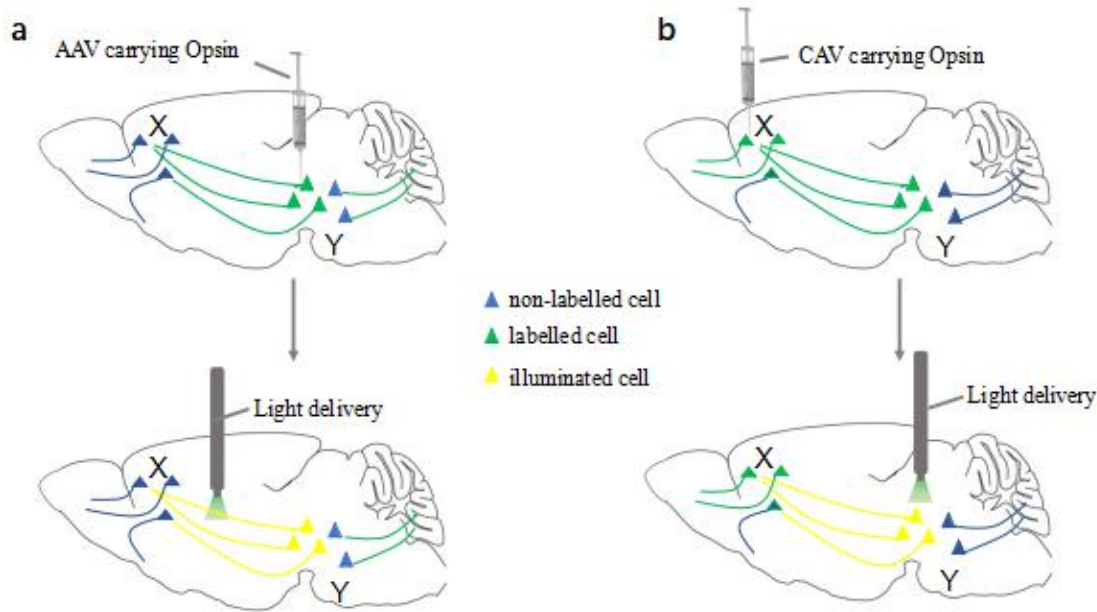 a
AAV carrying Opsin
X
Y
Light delivery
X
Y
b
CAV carrying Opsin
X
Y
Light delivery
X
Y
non-labelled cell
labelled cell
illuminated cell